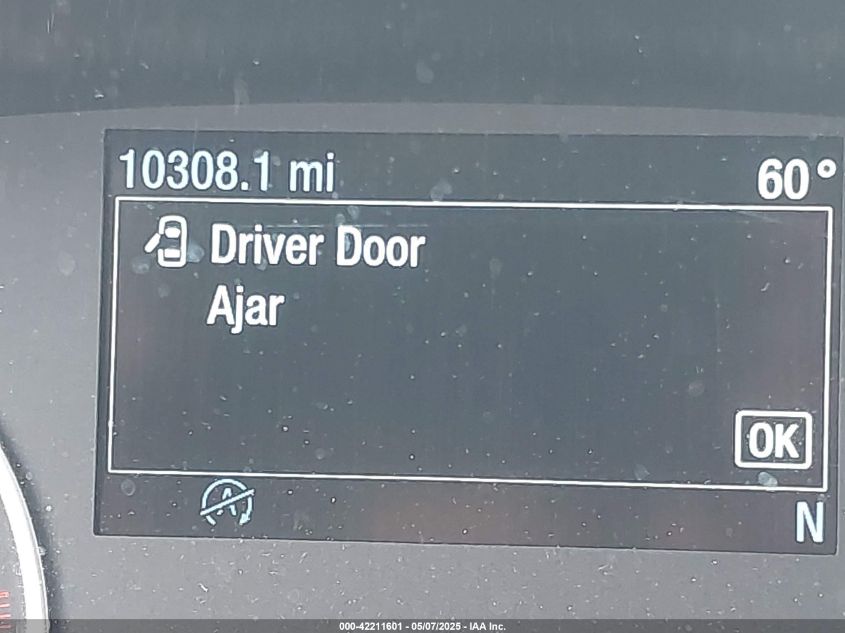 10308.1 mi 60°
Driver Door
Ajar
OK
A
N
000-42211601 - 05/07/2025 - IAA Inc.